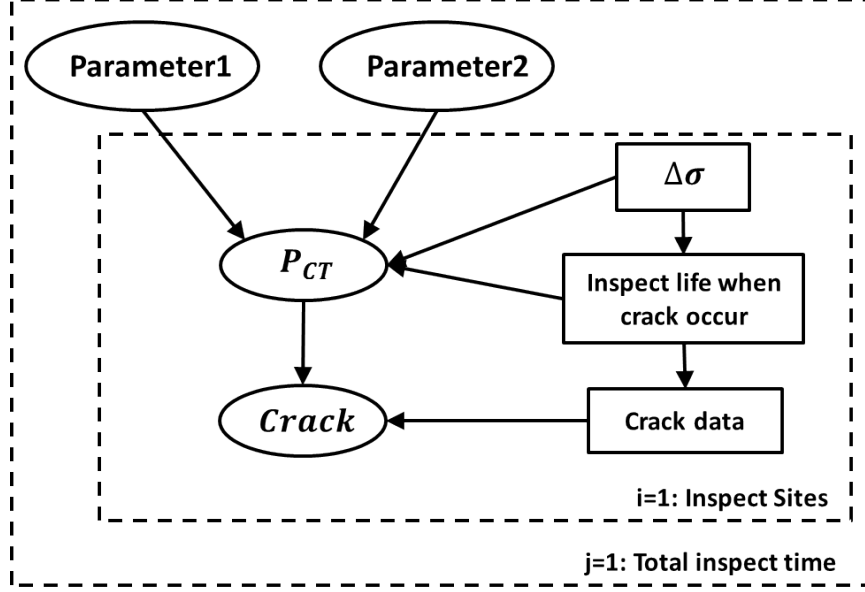 Parameter1
Parameter2
Δσ
P_CT
Inspect life when
crack occur
Crack
Crack data
i=1: Inspect Sites
j=1: Total inspect time